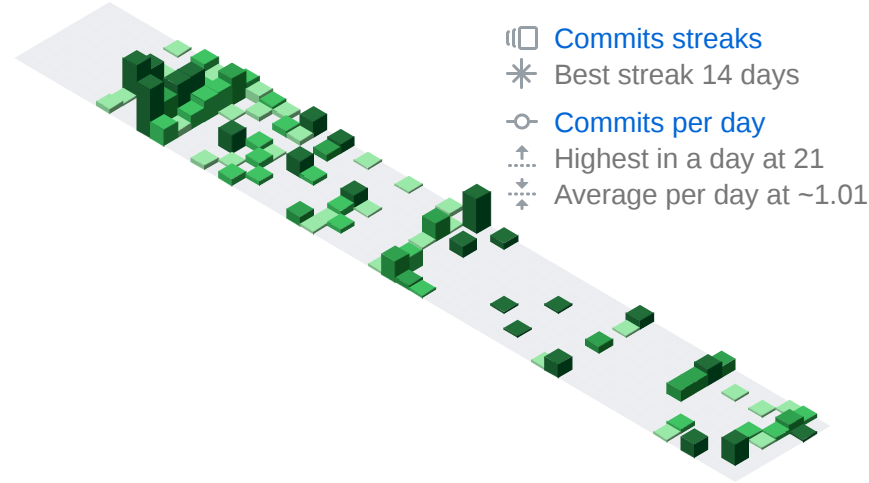 Commits streaks
Best streak 14 days
Commits per day
Highest in a day at 21
Average per day at ~1.01